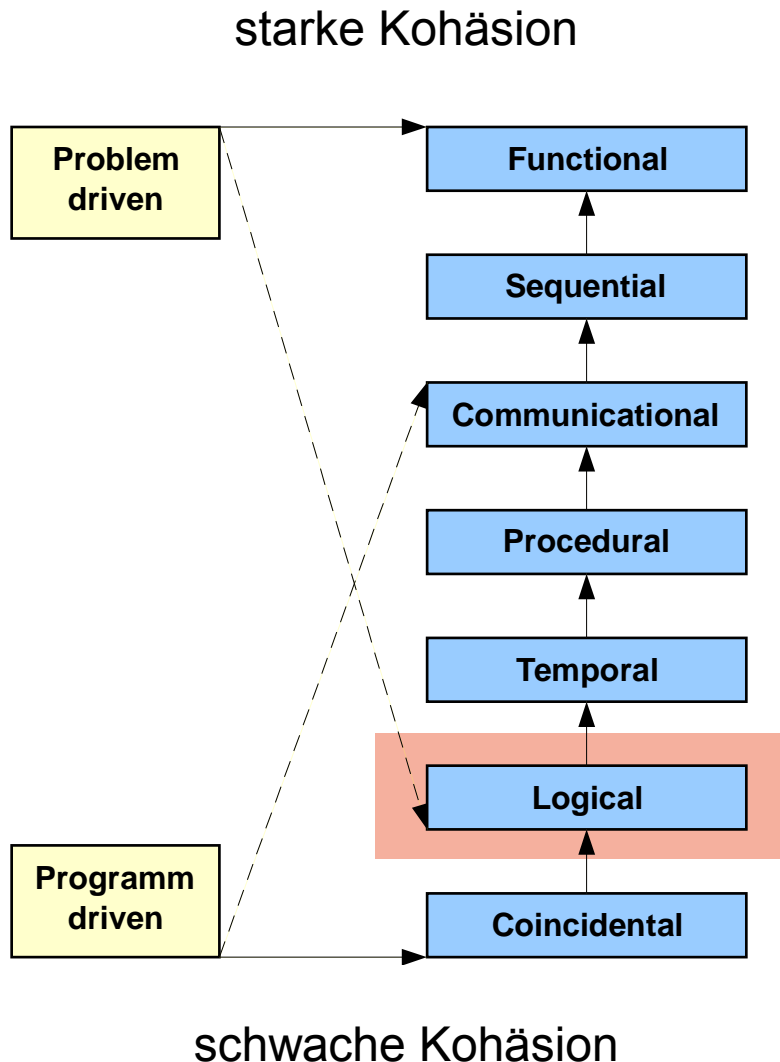 starke Kohäsion
Problem
driven
Functional
Sequential
Communicational
Procedural
Temporal
Logical
Programm
driven
Coincidental
schwache Kohäsion